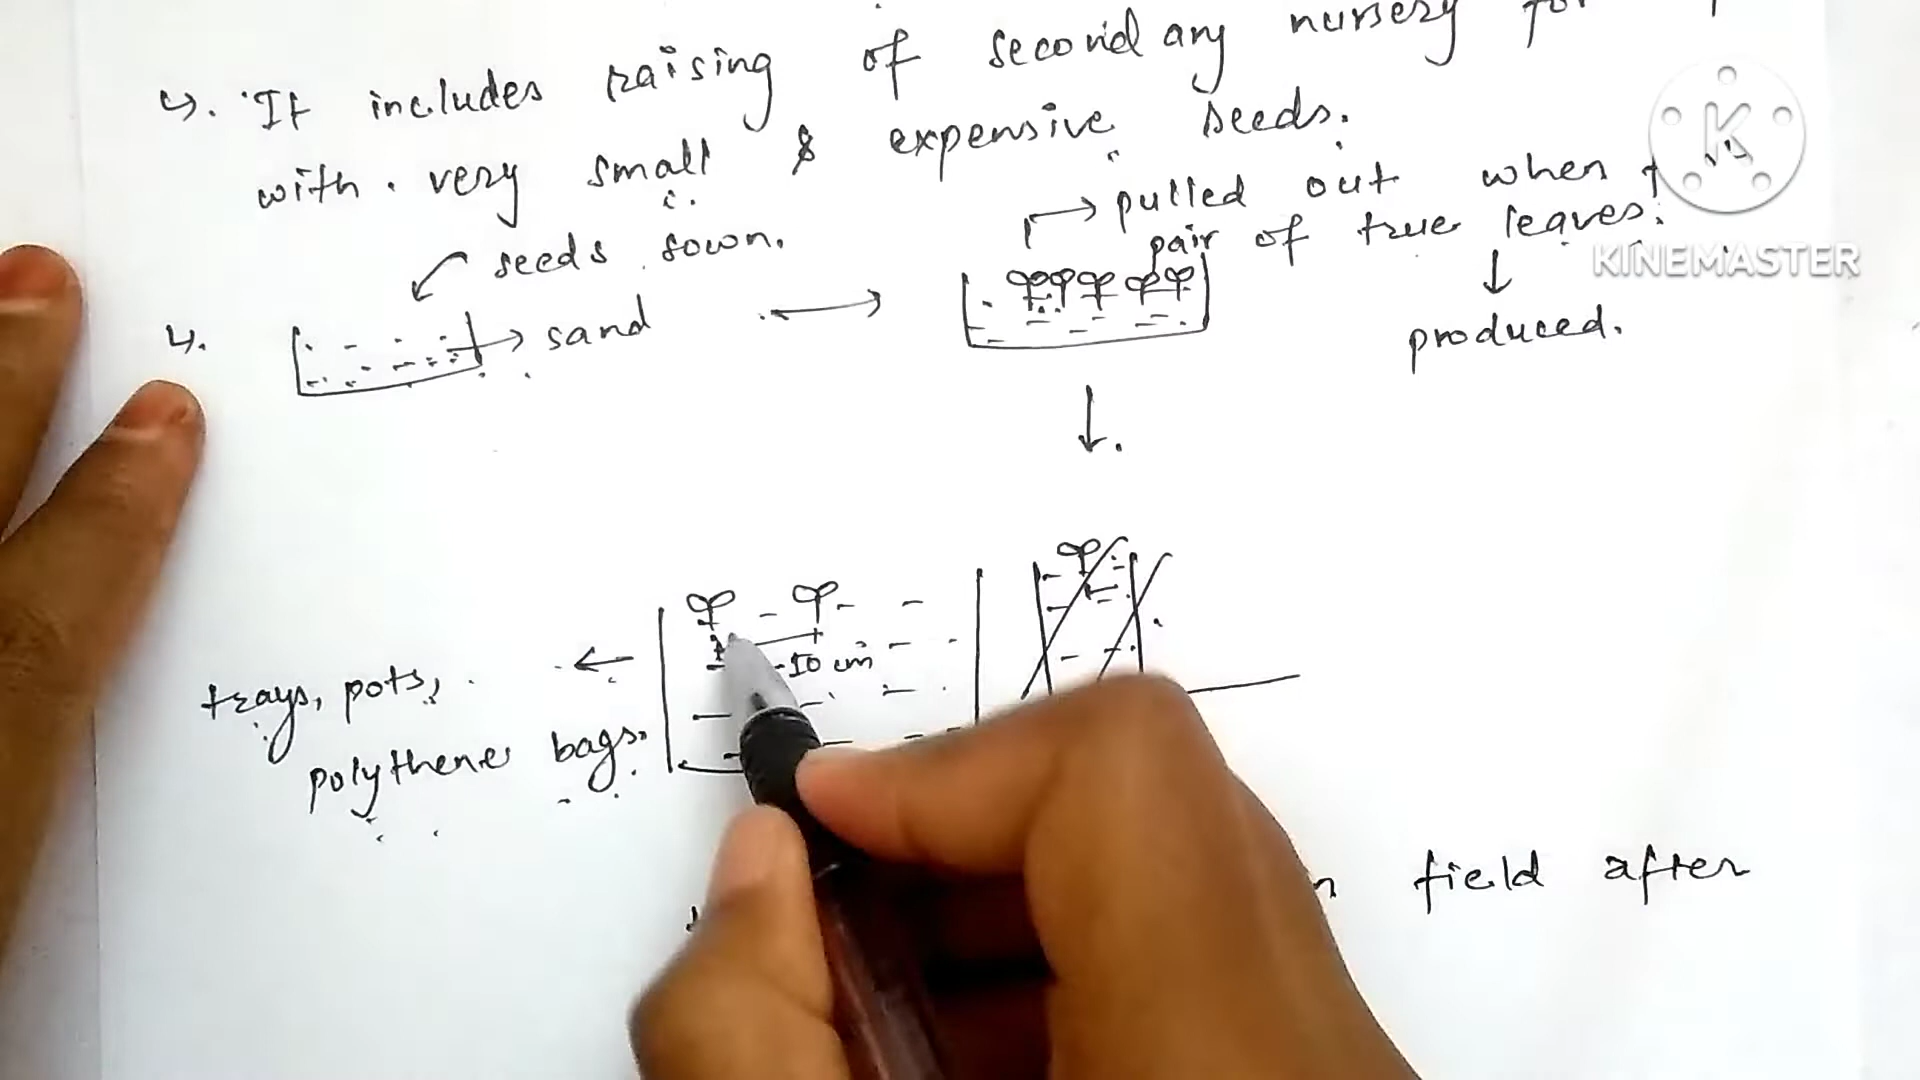 ↳. It includes raising of secondary nursery for
with very small & expensive seeds.
seeds sown.
pulled out when
pair of true leaves.
produced.
4. → sand
trays, pots,
polythene bags.
10 cm
field after
K
KINEMASTER